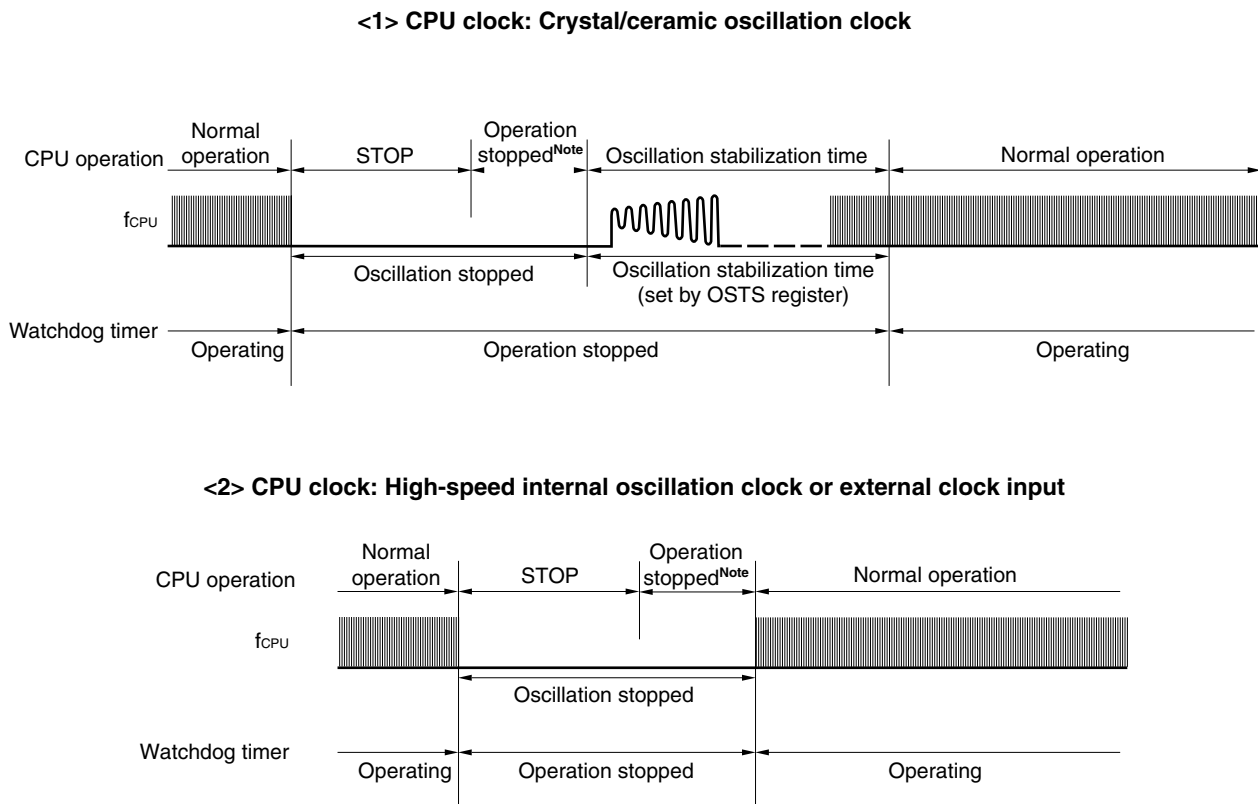 <1> CPU clock: Crystal/ceramic oscillation clock
CPU operation
Normal
operation
STOP
Operation
stoppedNote
Oscillation stabilization time
Normal operation
fCPU
Oscillation stopped
Oscillation stabilization time
(set by OSTS register)
Watchdog timer
Operating
Operation stopped
Operating
<2> CPU clock: High-speed internal oscillation clock or external clock input
CPU operation
Normal
operation
STOP
Operation
stoppedNote
Normal operation
fCPU
Oscillation stopped
Watchdog timer
Operating
Operation stopped
Operating